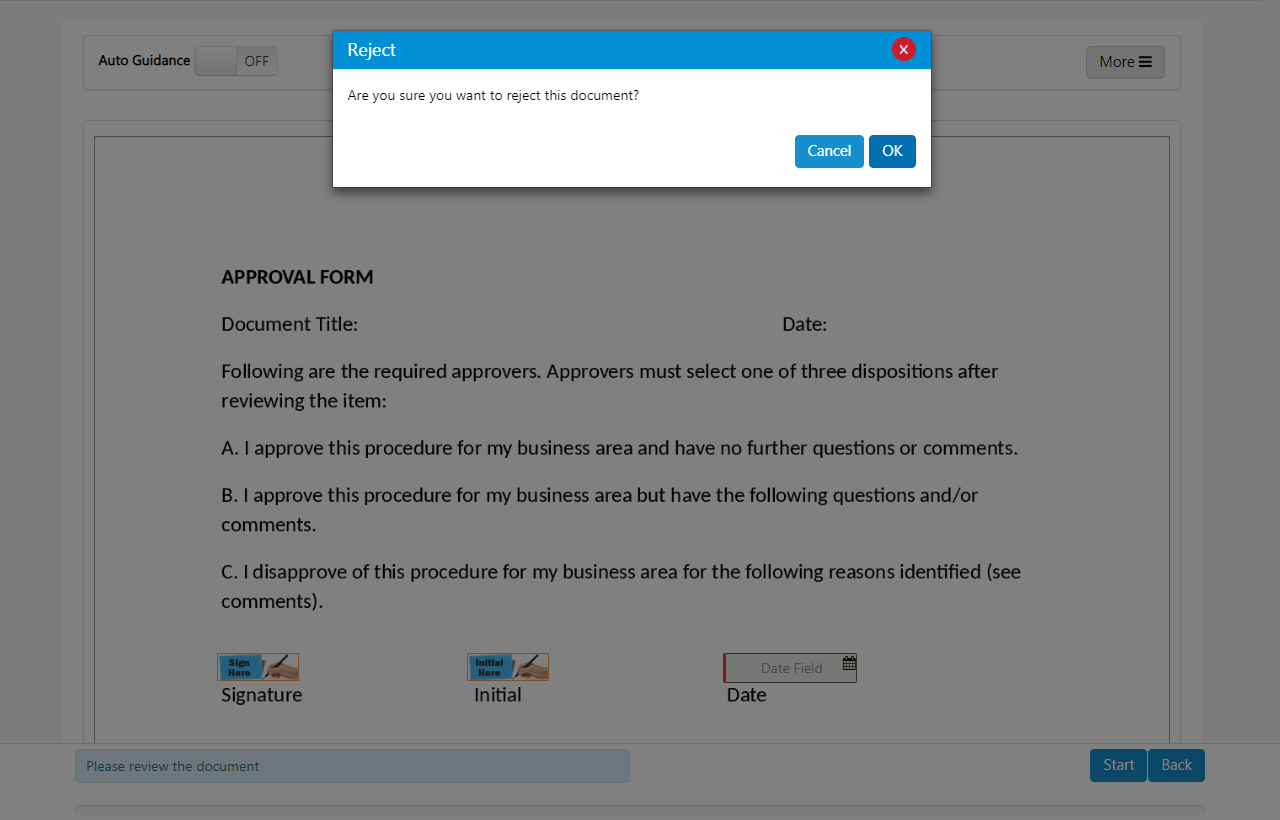 Reject
x
Are you sure you want to reject this document?
Cancel OK
Auto Guidance OFF More
APPROVAL FORM
Document Title: Date:
Following are the required approvers. Approvers must select one of three dispositions after
reviewing the item:
A. I approve this procedure for my business area and have no further questions or comments.
B. I approve this procedure for my business area but have the following questions and/or
comments.
C. I disapprove of this procedure for my business area for the following reasons identified (see
comments).
Sign
Here
Signature
Initial
Here
Initial
Date Field
Date
Please review the document
Start Back